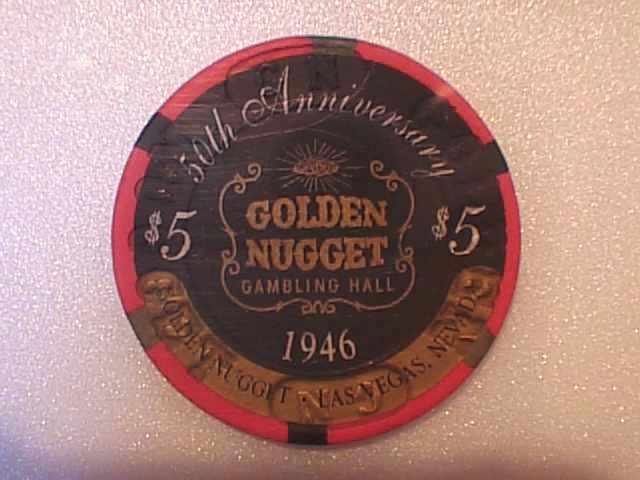 50th Anniversary
GOLDEN
NUGGET
GAMBLING HALL
$5
$5
1946
GOLDEN NUGGET • LAS VEGAS, NEVADA